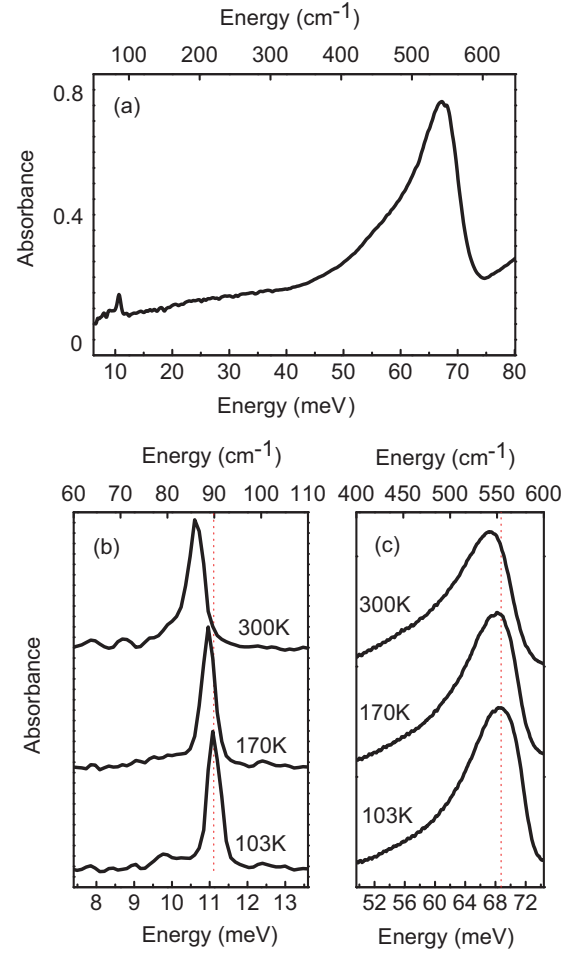 Energy (cm-1)
100 200 300 400 500 600
0.8
(a)
Absorbance
0.4
0
10 20 30 40 50 60 70 80
Energy (meV)
Energy (cm-1) Energy (cm-1)
60 70 80 90 100 110 400 450 500 550 600
(b) (c)
300K 300K
170K 170K
Absorbance
103K 103K
8 9 10 11 12 13 52 56 60 64 68 72
Energy (meV) Energy (meV)